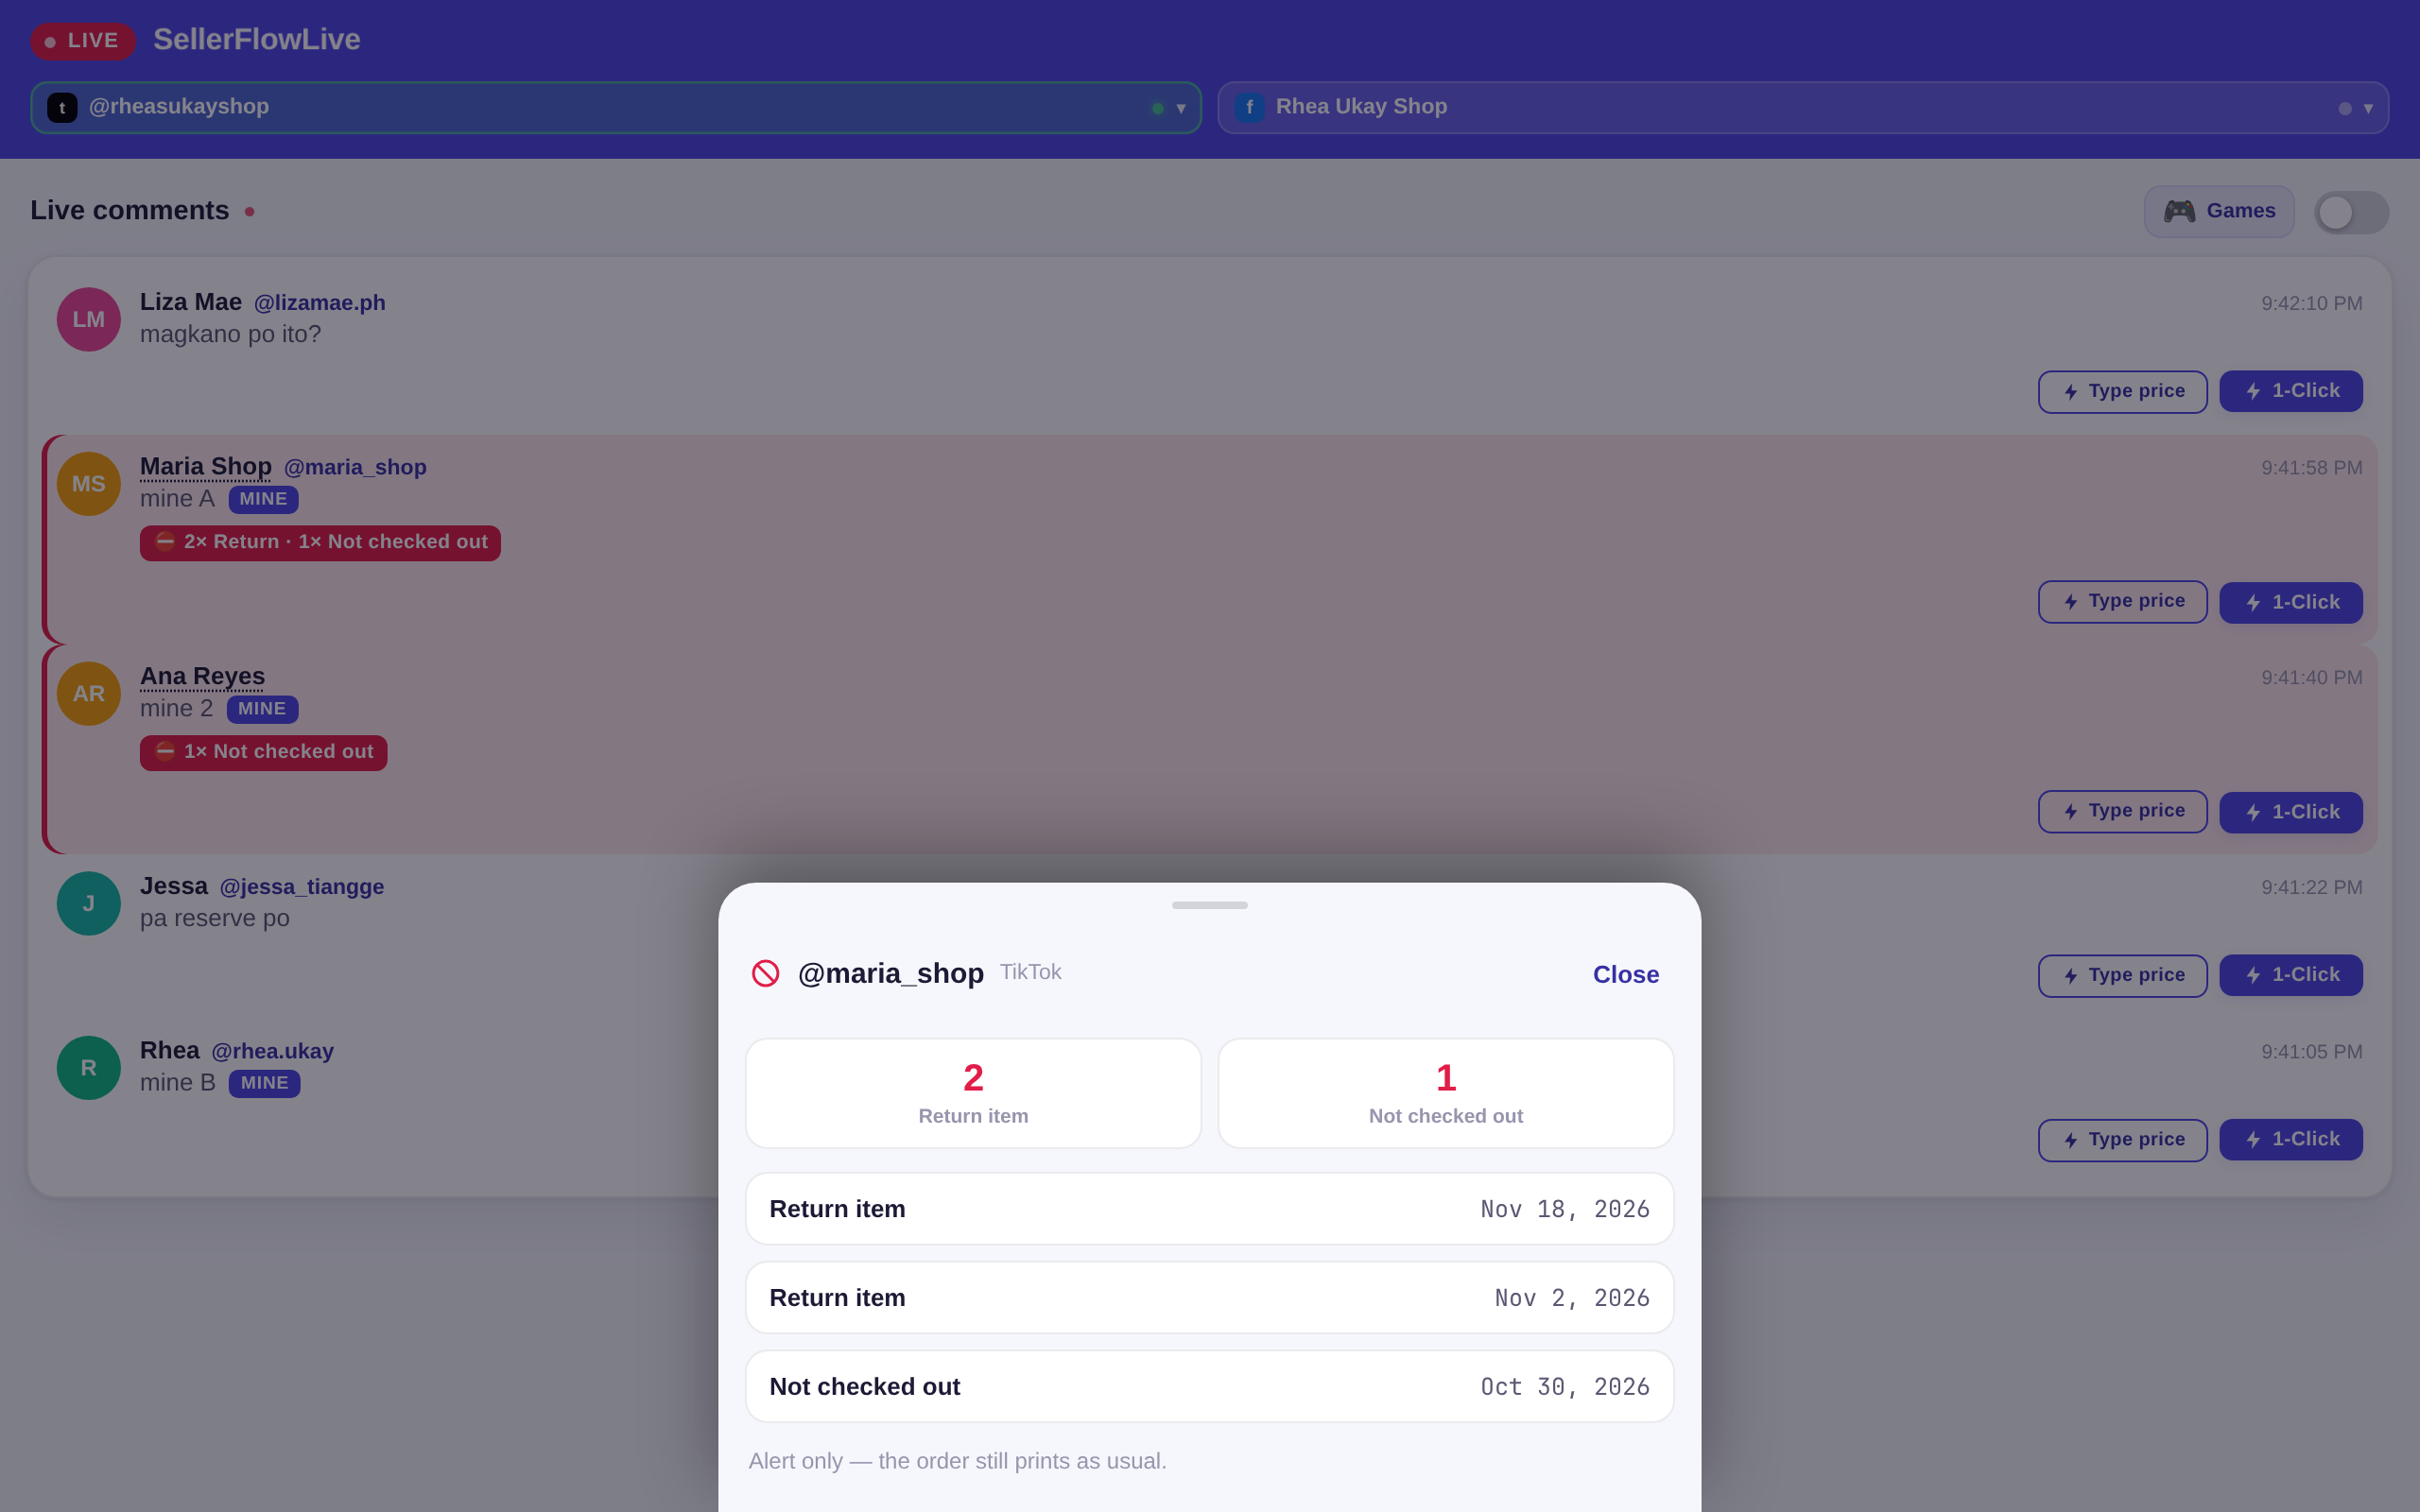 LIVE SellerFlowLive
t @rheasukayshop ▾ f Rhea Ukay Shop ▾
Live comments Games
LM Liza Mae @lizamae.ph 9:42:10 PM
magkano po ito?
Type price 1-Click
MS Maria Shop @maria_shop 9:41:58 PM
mine A MINE
2× Return · 1× Not checked out
Type price 1-Click
AR Ana Reyes 9:41:40 PM
mine 2 MINE
1× Not checked out
Type price 1-Click
J Jessa @jessa_tiangge 9:41:22 PM
pa reserve po
Type price 1-Click
R Rhea @rhea.ukay 9:41:05 PM
mine B MINE
Type price 1-Click
@maria_shop TikTok Close
2 1
Return item Not checked out
Return item Nov 18, 2026
Return item Nov 2, 2026
Not checked out Oct 30, 2026
Alert only — the order still prints as usual.